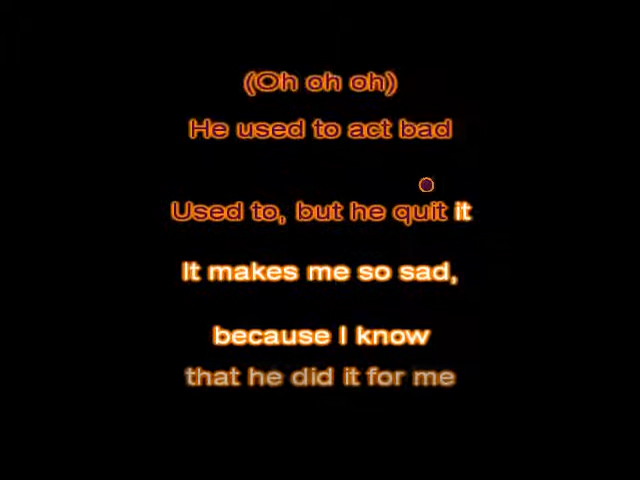 (Oh oh oh)
He used to act bad
Used to, but he quit it
It makes me so sad,
because I know
that he did it for me